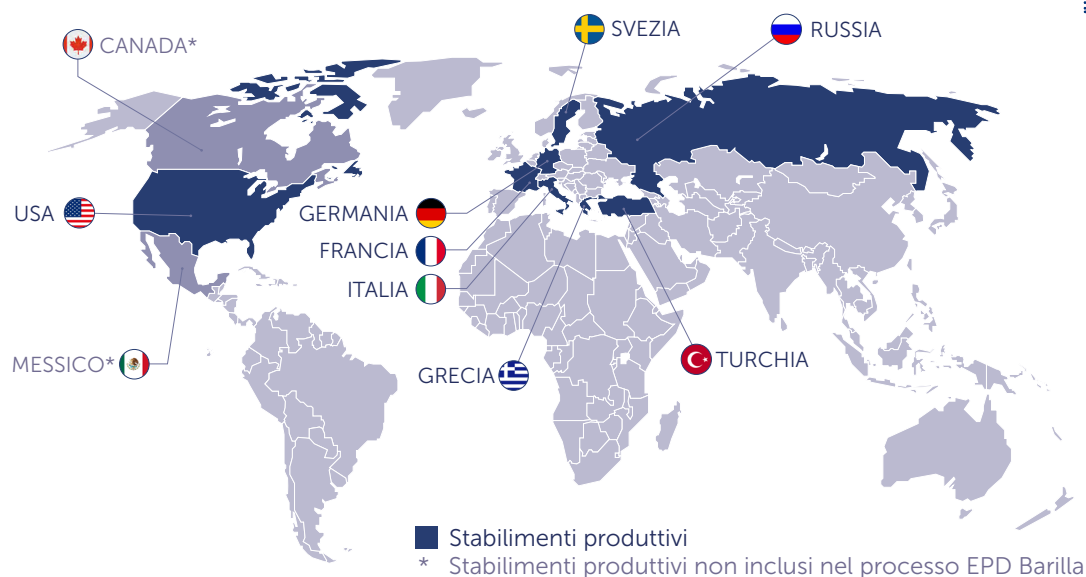 SVEZIA
RUSSIA
CANADA*
USA
GERMANIA
FRANCIA
ITALIA
MESSICO*
GRECIA
TURCHIA
Stabilimenti produttivi
* Stabilimenti produttivi non inclusi nel processo EPD Barilla